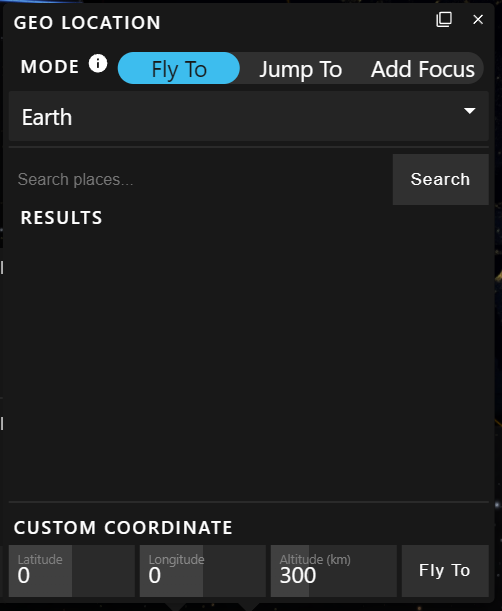 GEO LOCATION
MODE Fly To Jump To Add Focus
Earth
Search places... Search
RESULTS
CUSTOM COORDINATE
Latitude Longitude Altitude (km)
0 0 300 Fly To